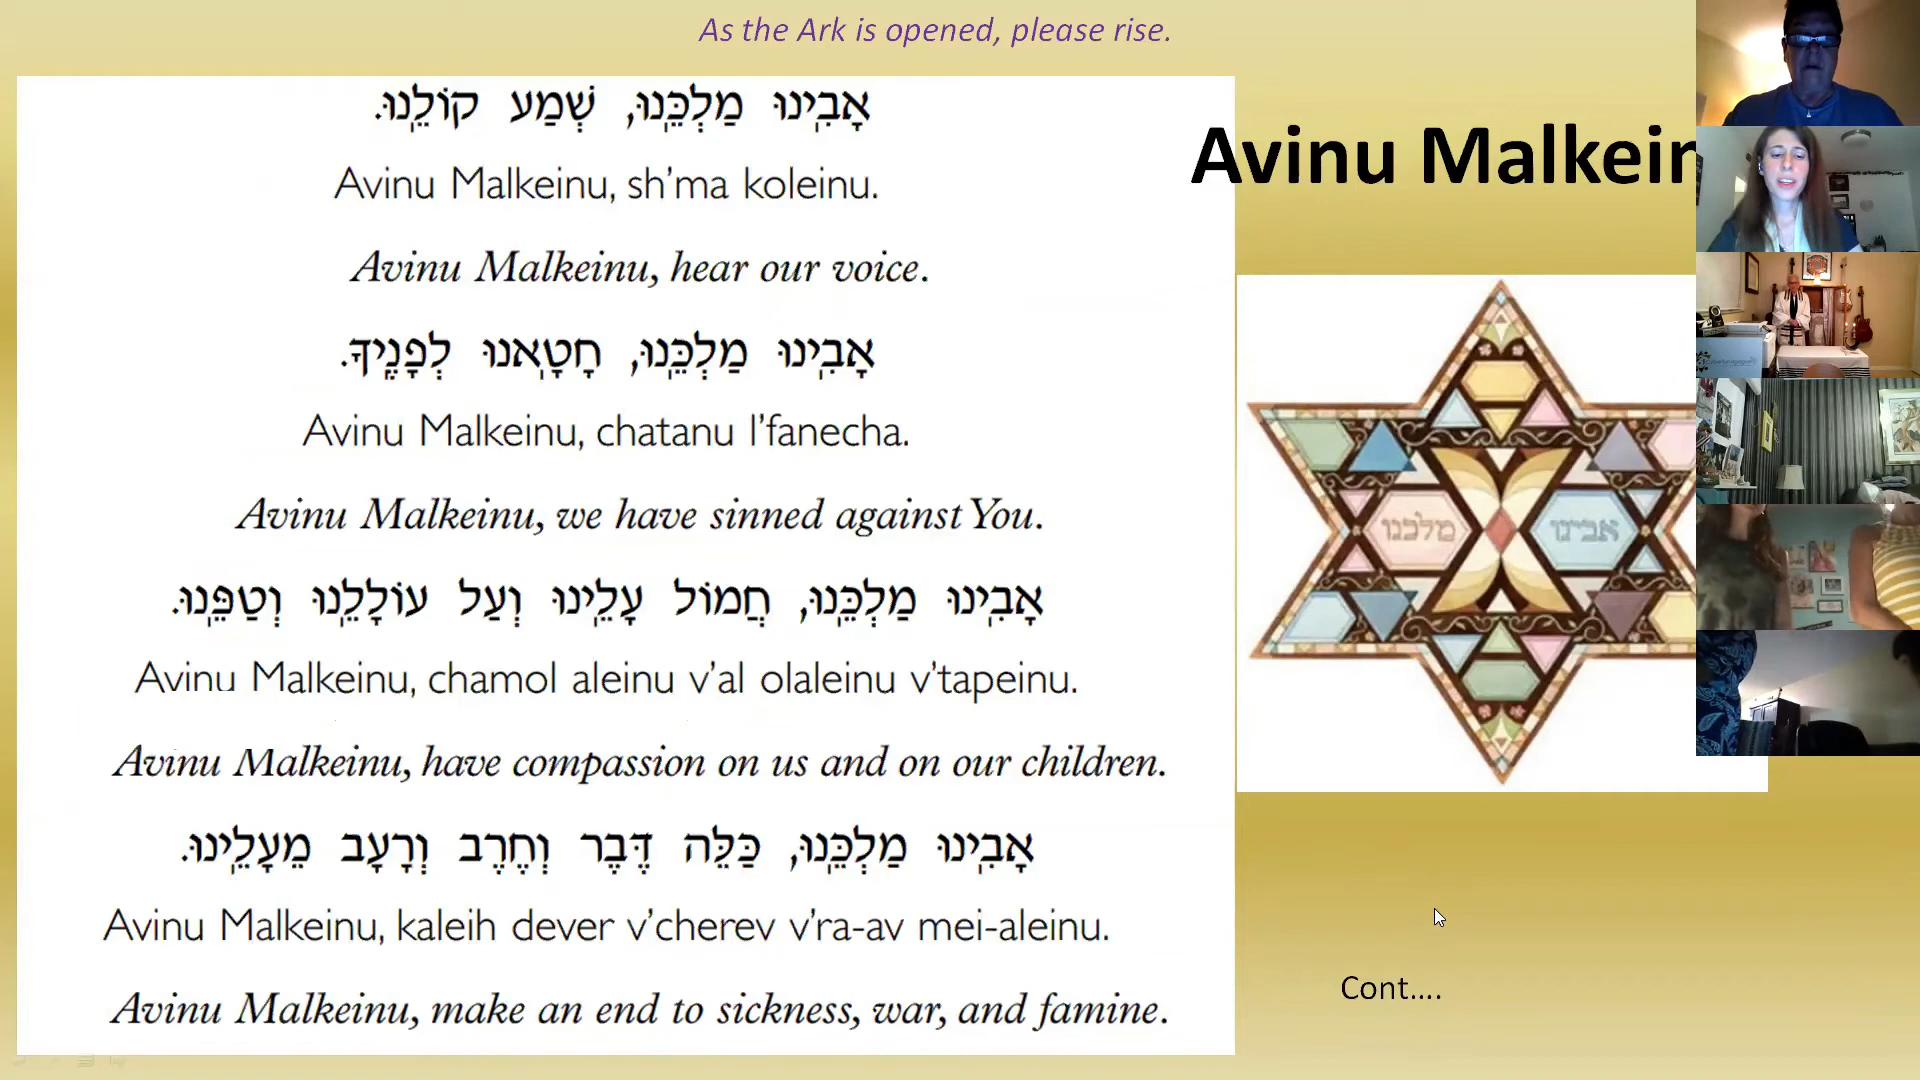 As the Ark is opened, please rise.
אָבִֽינוּ מַלְכֵּֽנוּ, שְׁמַע קוֹלֵֽנוּ.
Avinu Malkeinu, sh’ma koleinu.
Avinu Malkeinu, hear our voice.
אָבִֽינוּ מַלְכֵּֽנוּ, חָטָֽאנוּ לְפָנֶֽיךָ.
Avinu Malkeinu, chatanu l’fanecha.
Avinu Malkeinu, we have sinned against You.
אָבִֽינוּ מַלְכֵּֽנוּ, חֲמוֹל עָלֵֽינוּ וְעַל עוֹלָלֵֽנוּ וְטַפֵּֽנוּ.
Avinu Malkeinu, chamol aleinu v’al olaleinu v’tapeinu.
Avinu Malkeinu, have compassion on us and on our children.
אָבִֽינוּ מַלְכֵּֽנוּ, כַּלֵּה דֶּבֶר וְחֶרֶב וְרָעָב מֵעָלֵֽינוּ.
Avinu Malkeinu, kaleih dever v’cherev v’ra-av mei-aleinu.
Avinu Malkeinu, make an end to sickness, war, and famine.
Avinu Malkein
אבינו מלכנו
Cont....